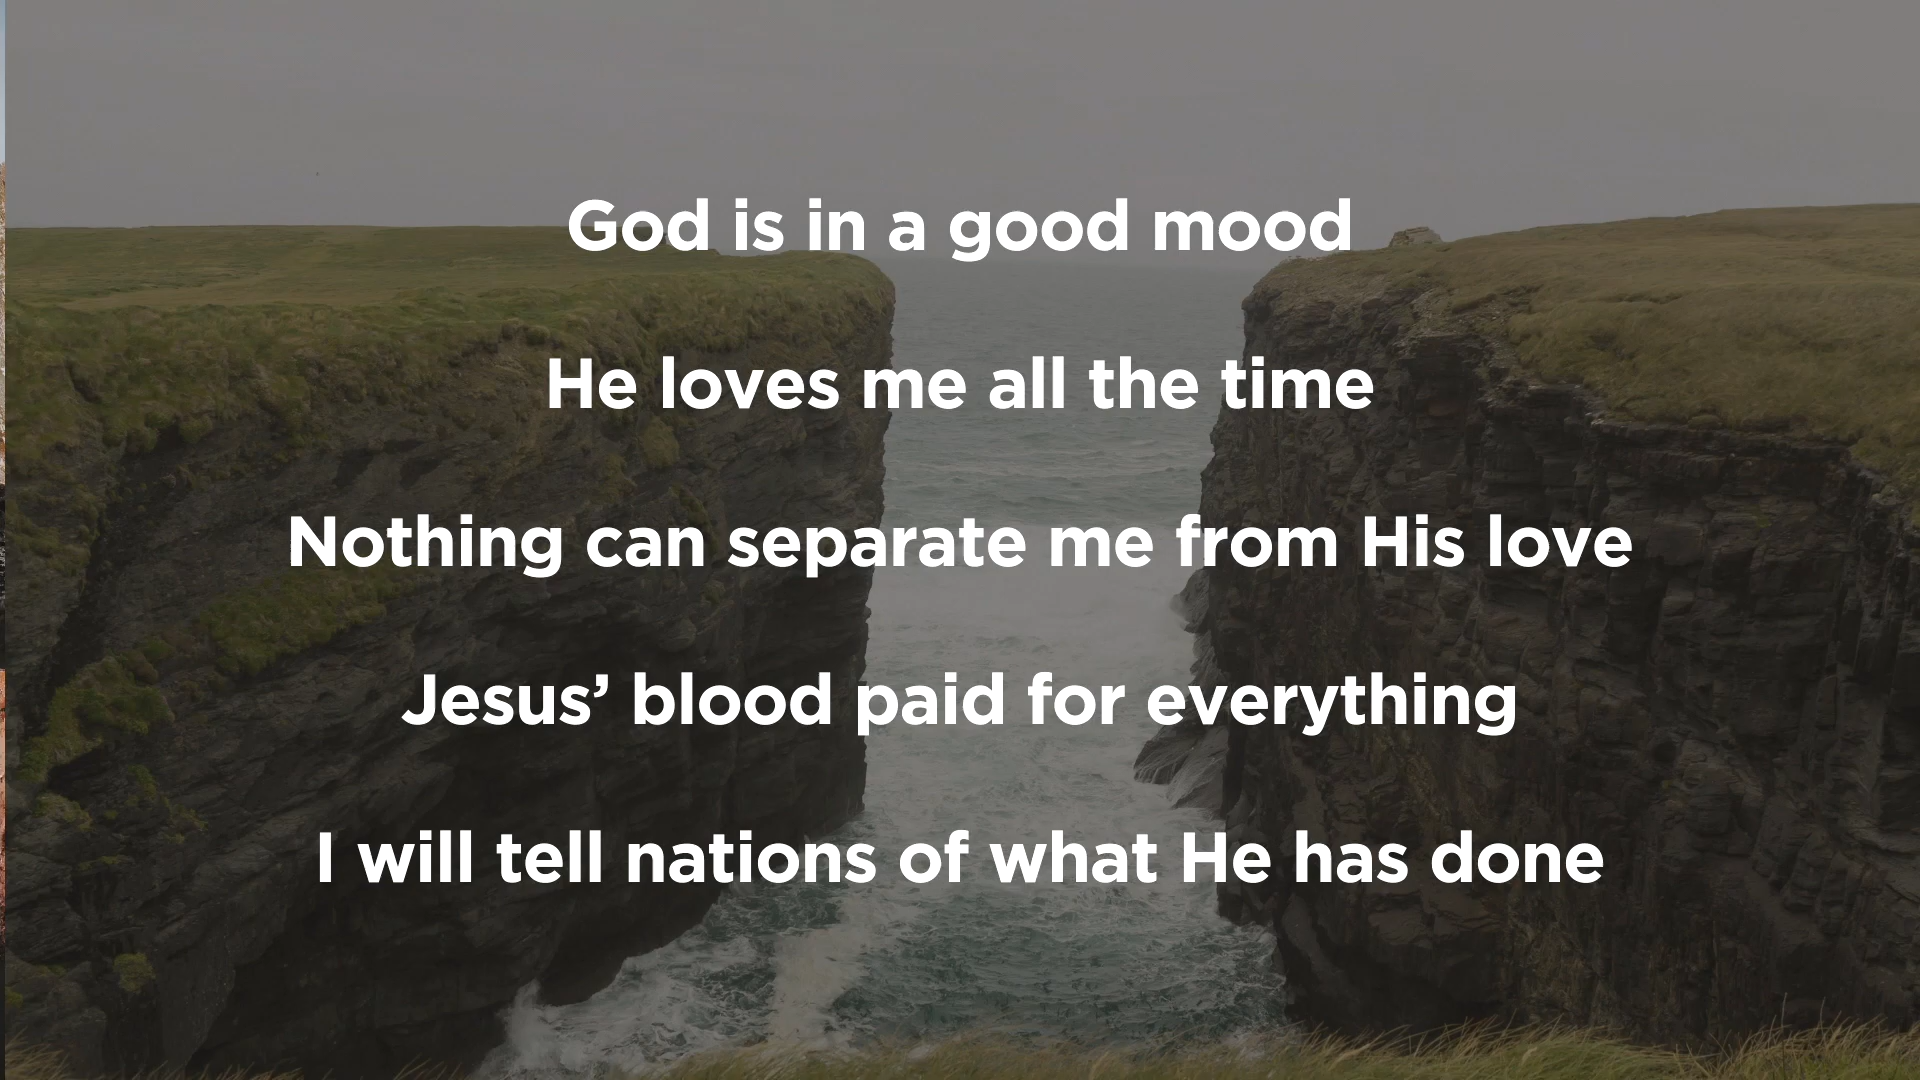 God is in a good mood
He loves me all the time
Nothing can separate me from His love
Jesus’ blood paid for everything
I will tell nations of what He has done